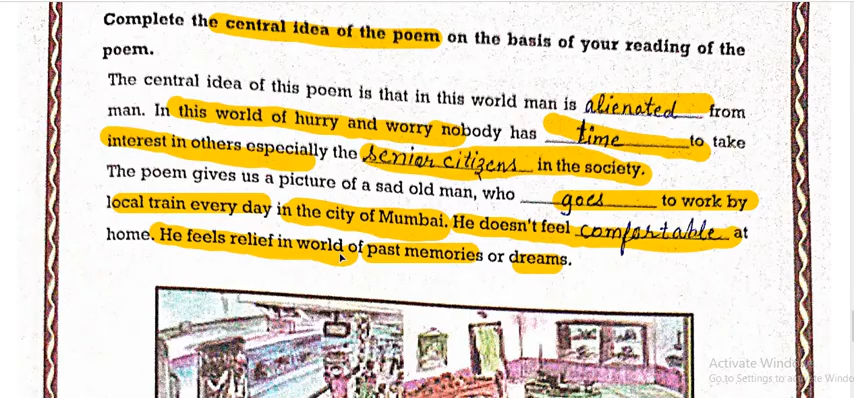 Complete the central idea of the poem on the basis of your reading of the
poem.
The central idea of this poem is that in this world man is alienated from
man. In this world of hurry and worry nobody has time to take
interest in others especially the senior citizens in the society.
The poem gives us a picture of a sad old man, who goes to work by
local train every day in the city of Mumbai. He doesn't feel comfortable at
home. He feels relief in world of past memories or dreams.
Activate Windo
Go to Settings to Windo